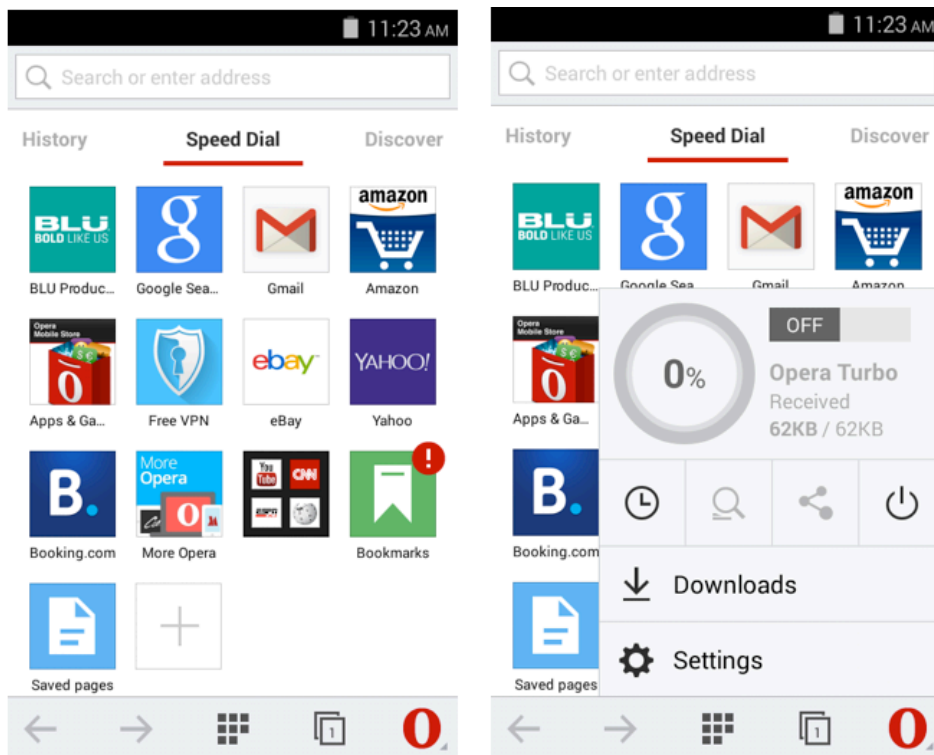 11:23 AM
Search or enter address
History Speed Dial Discover
BLU
BOLD LIKE US
g
amazon
BLU Produc... Google Sea... Gmail Amazon
Opera
Mobile Store
ebay
YAHOO!
Apps & Ga... Free VPN eBay Yahoo
B.
More
Opera
You
Tube
CNN
!
Booking.com More Opera Bookmarks
Saved pages
1
11:23 AM
Search or enter address
History Speed Dial Discover
BLU
BOLD LIKE US
g
amazon
BLU Produc... Google Sea Gmail Amazon
Opera
Mobile Store
OFF
0%
Opera Turbo
Received
62KB / 62KB
Apps & Ga...
B.
Booking.com
Downloads
Settings
Saved pages
1